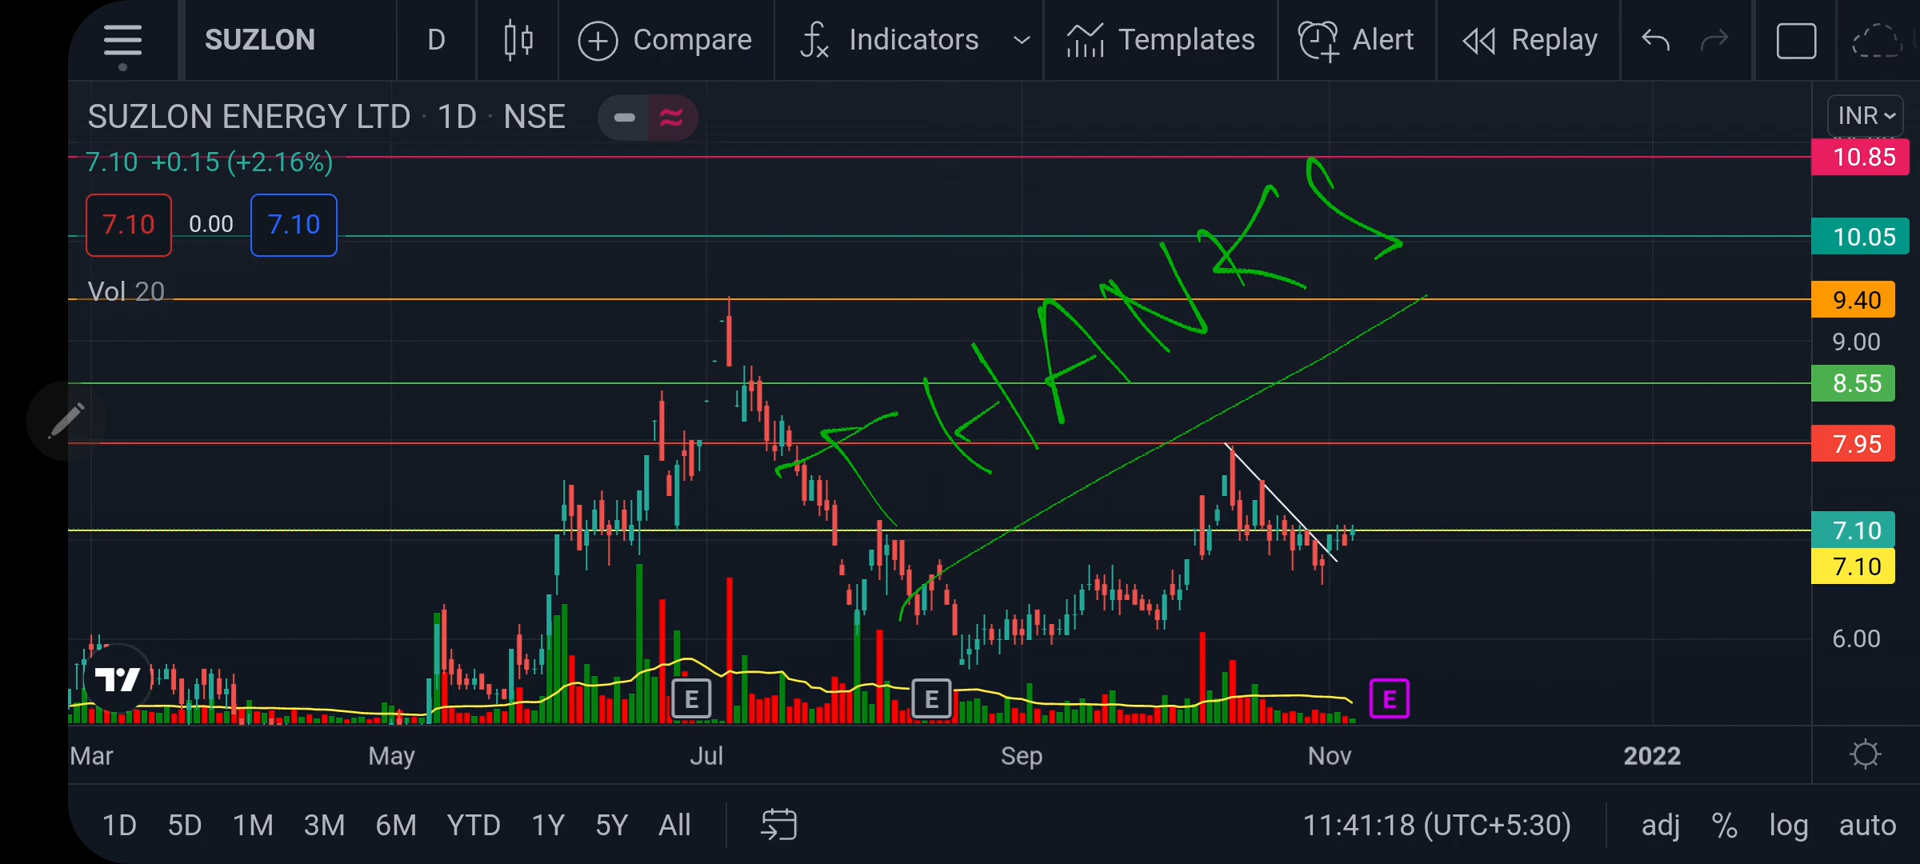 SUZLON D Compare Indicators Templates Alert Replay
SUZLON ENERGY LTD · 1D · NSE
INR
7.10 +0.15 (+2.16%)
10.85
7.10 0.00 7.10
10.05
Vol 20
9.40
9.00
8.55
7.95
THANKS
7.10
7.10
6.00
E E E
Mar May Jul Sep Nov 2022
1D 5D 1M 3M 6M YTD 1Y 5Y All 11:41:18 (UTC+5:30) adj % log auto